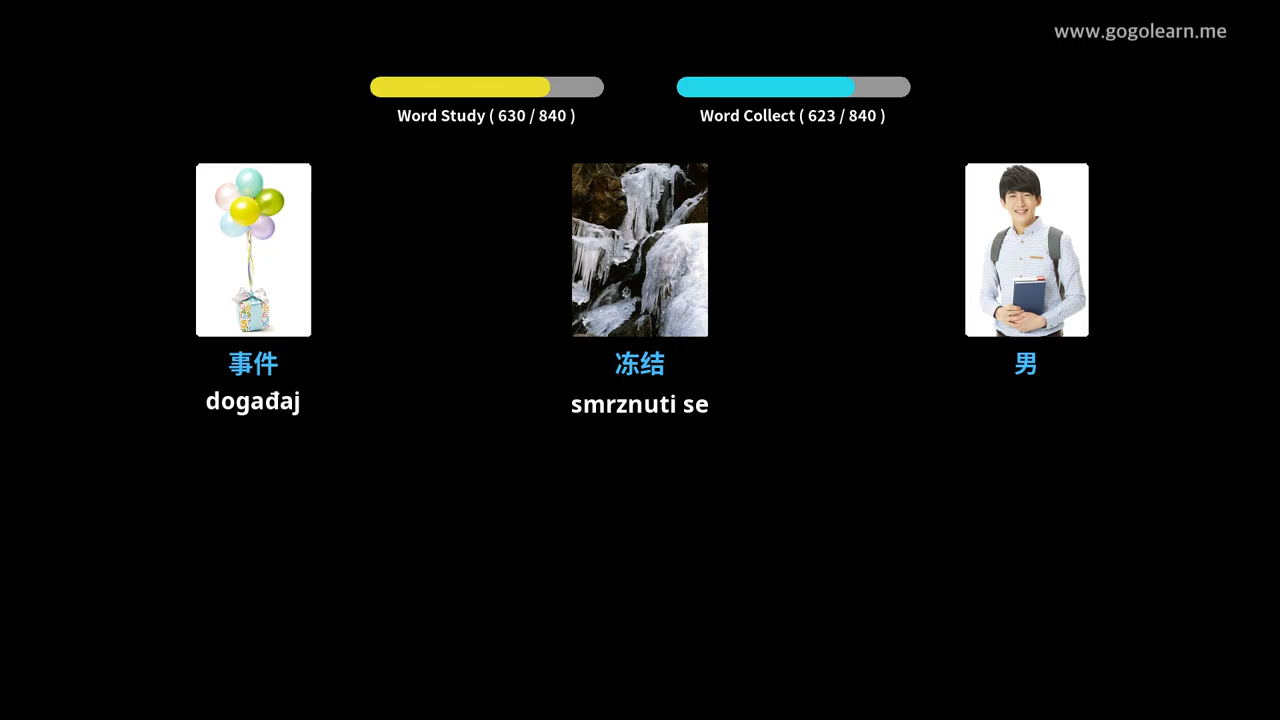 www.gogolearn.me
Word Study ( 630 / 840 )
Word Collect ( 623 / 840 )
事件
događaj
冻结
smrznuti se
男